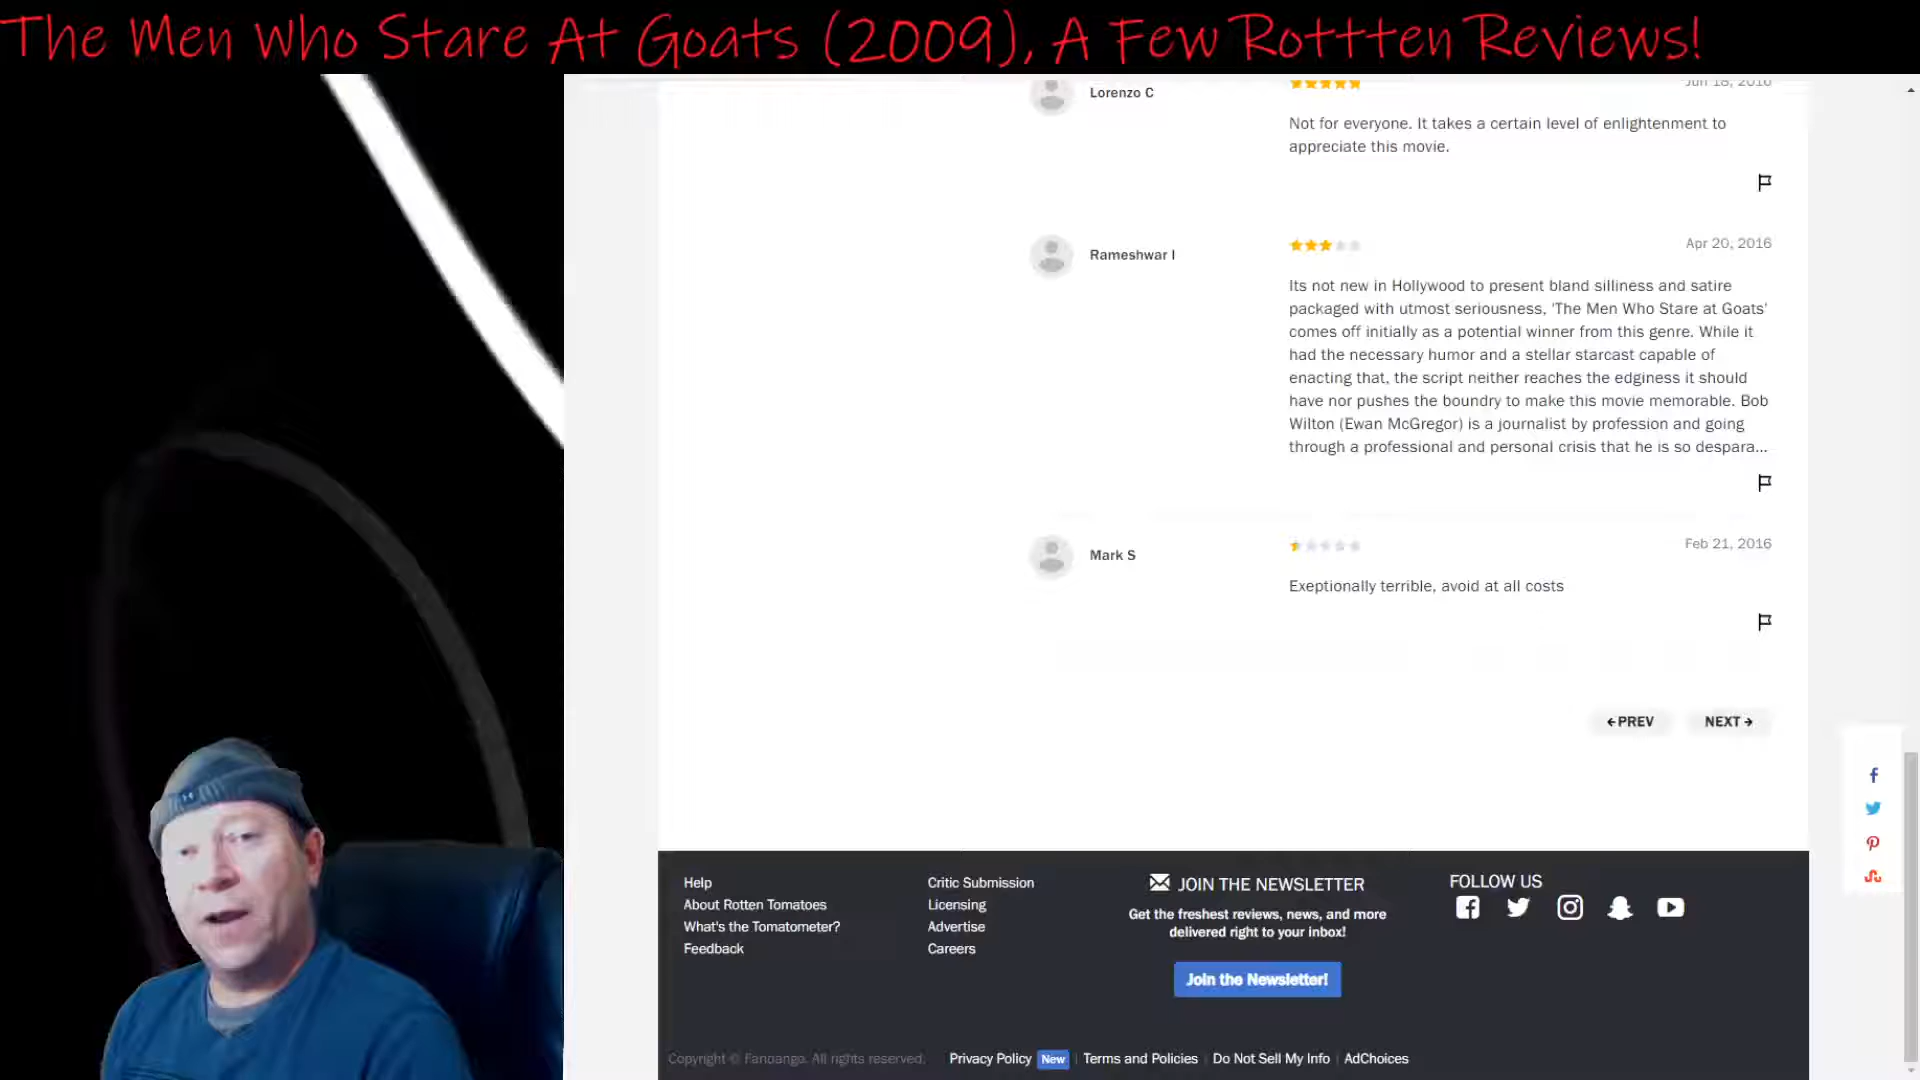 The Men Who Stare At Goats (2009), A Few Rottten Reviews!
Lorenzo C
Jun 18, 2016
Not for everyone. It takes a certain level of enlightenment to
appreciate this movie.
Rameshwar I
Apr 20, 2016
Its not new in Hollywood to present bland silliness and satire
packaged with utmost seriousness, 'The Men Who Stare at Goats'
comes off initially as a potential winner from this genre. While it
had the necessary humor and a stellar starcast capable of
enacting that, the script neither reaches the edginess it should
have nor pushes the boundry to make this movie memorable. Bob
Wilton (Ewan McGregor) is a journalist by profession and going
through a professional and personal crisis that he is so despara...
Mark S
Feb 21, 2016
Exeptionally terrible, avoid at all costs
PREV
NEXT
Help
About Rotten Tomatoes
What's the Tomatometer?
Feedback
Critic Submission
Licensing
Advertise
Careers
JOIN THE NEWSLETTER
Get the freshest reviews, news, and more
delivered right to your inbox!
Join the Newsletter!
FOLLOW US
Copyright © Fandango. All rights reserved.
Privacy Policy New | Terms and Policies | Do Not Sell My Info | AdChoices